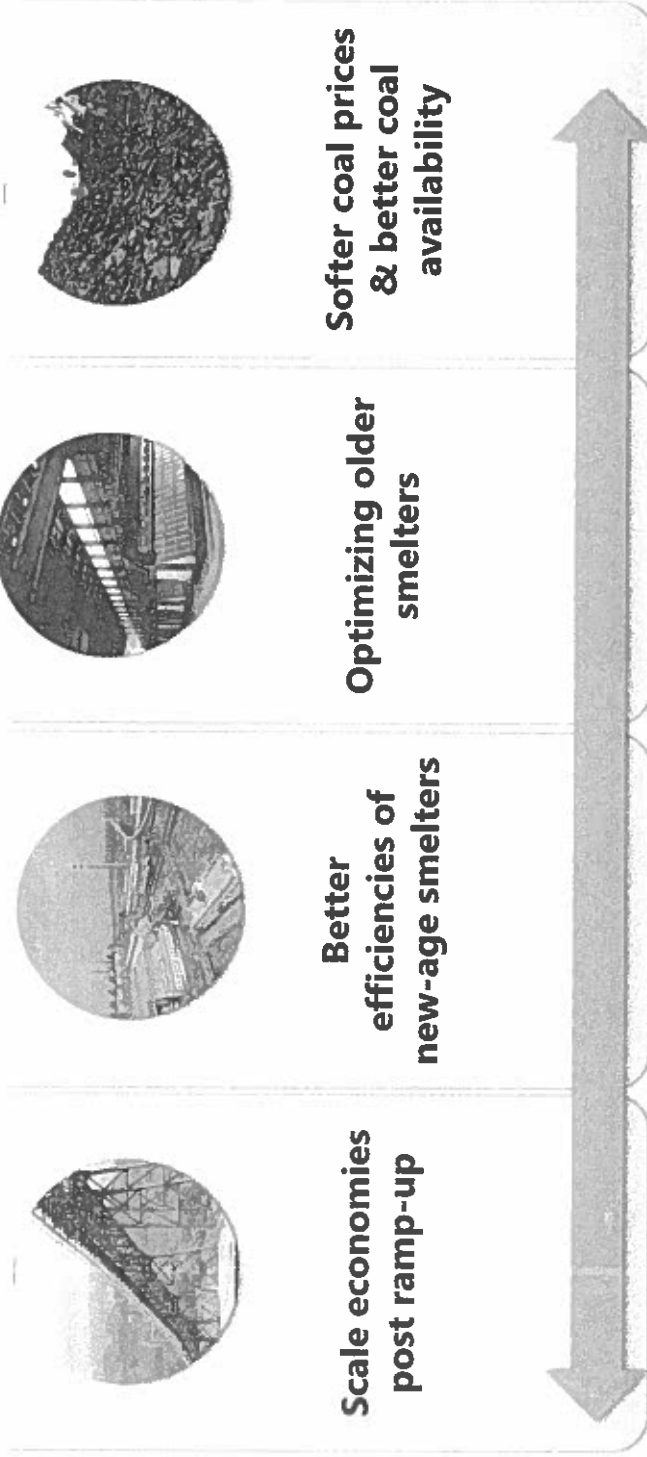 Scale economies
post ramp-up
Better
efficiencies of
new-age smelters
Optimizing older
smelters
Softer coal prices
& better coal
availability